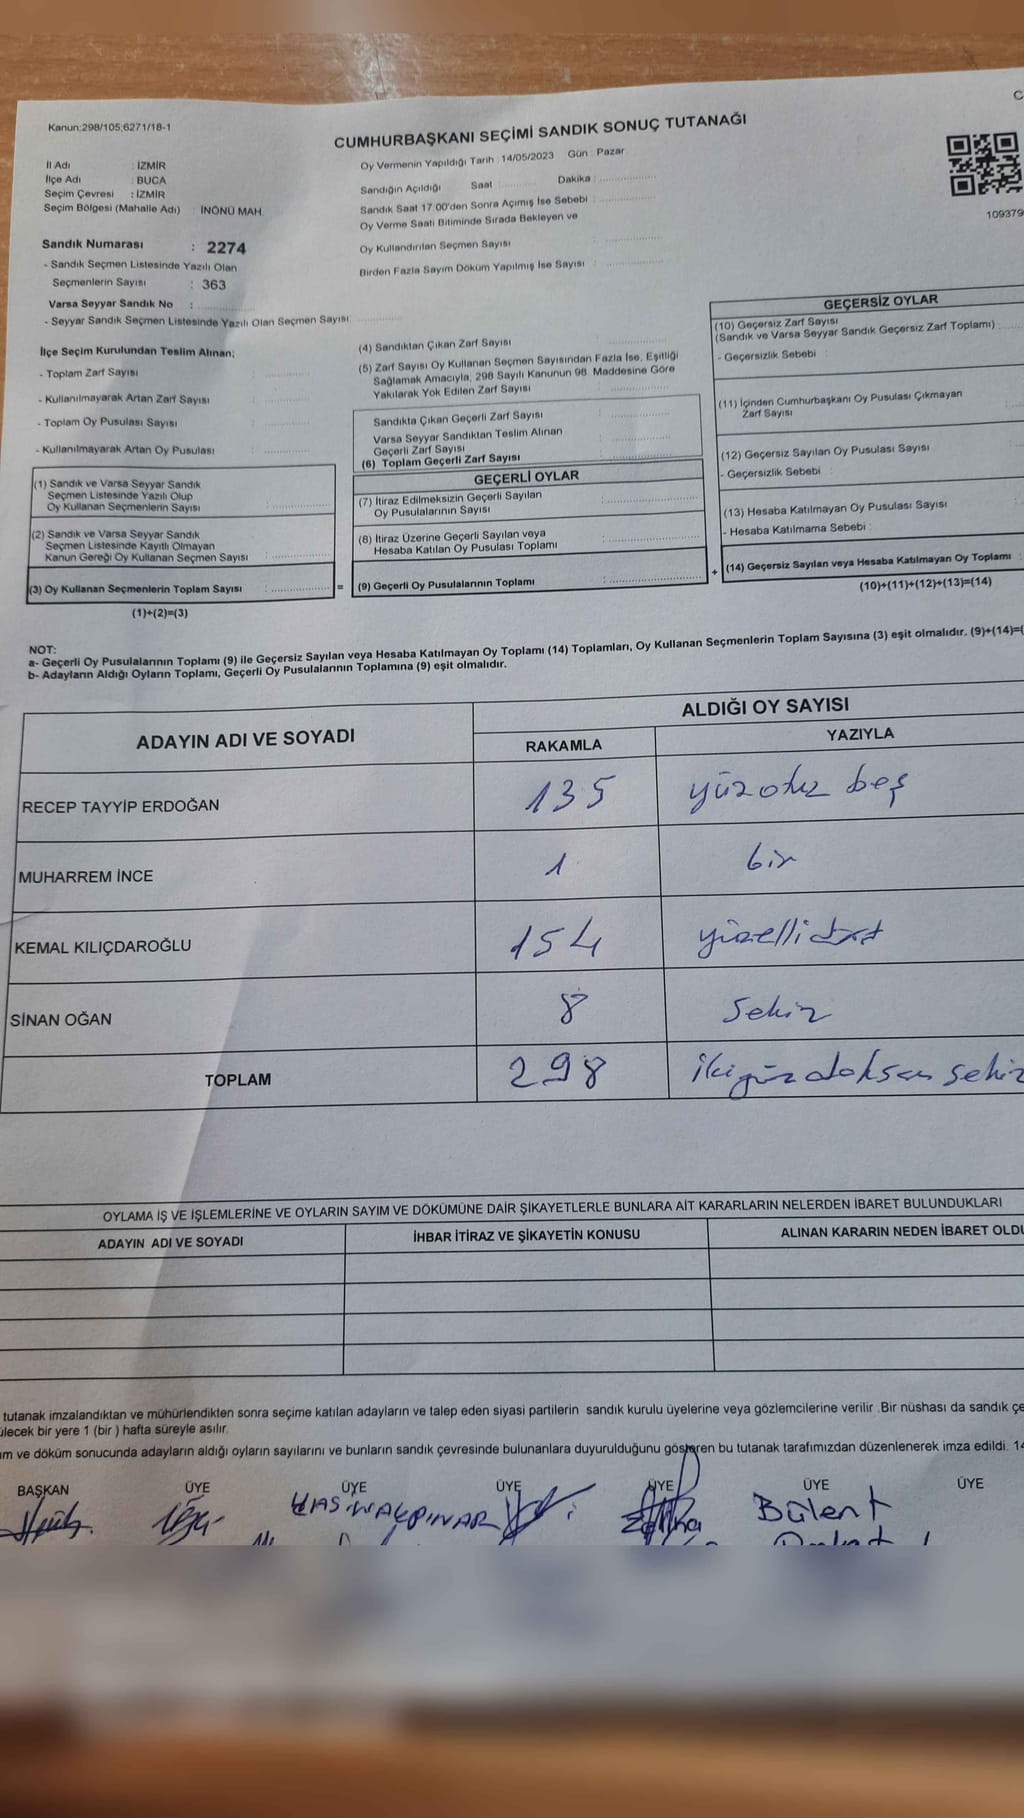 Kanun;298/105;6271/18-1
CUMHURBAŞKANI SEÇİMİ SANDIK SONUÇ TUTANAĞI
İl Adı : İZMİR
İlçe Adı : BUCA
Seçim Çevresi : İZMİR
Seçim Bölgesi (Mahalle Adı) : İNÖNÜ MAH.
Sandık Numarası : 2274
- Sandık Seçmen Listesinde Yazılı Olan
Seçmenlerin Sayısı : 363
Varsa Seyyar Sandık No :
- Seyyar Sandık Seçmen Listesinde Yazılı Olan Seçmen Sayısı:
Oy Vermenin Yapıldığı Tarih : 14/05/2023 Gün : Pazar
Sandığın Açıldığı Saat : Dakika :
Sandık Saat 17:00'den Sonra Açımış İse Sebebi :
Oy Verme Saati Bitiminde Sırada Bekleyen ve
Oy Kullandırılan Seçmen Sayısı :
Birden Fazla Sayım Döküm Yapılmış İse Sayısı :
109379
İlçe Seçim Kurulundan Teslim Alınan;
- Toplam Zarf Sayısı :
- Kullanılmayarak Artan Zarf Sayısı :
- Toplam Oy Pusulası Sayısı :
- Kullanılmayarak Artan Oy Pusulası :
(1) Sandık ve Varsa Seyyar Sandık
Seçmen Listesinde Yazılı Olup
Oy Kullanan Seçmenlerin Sayısı :
(2) Sandık ve Varsa Seyyar Sandık
Seçmen Listesinde Kayıtlı Olmayan
Kanun Gereği Oy Kullanan Seçmen Sayısı :
(3) Oy Kullanan Seçmenlerin Toplam Sayısı :
(1)+(2)=(3)
=
(4) Sandıktan Çıkan Zarf Sayısı :
(5) Zarf Sayısı Oy Kullanan Seçmen Sayısından Fazla İse, Eşitliği
Sağlamak Amacıyla, 298 Sayılı Kanunun 98. Maddesine Göre
Yakılarak Yok Edilen Zarf Sayısı :
Sandıkta Çıkan Geçerli Zarf Sayısı :
Varsa Seyyar Sandıktan Teslim Alınan
Geçerli Zarf Sayısı :
(6) Toplam Geçerli Zarf Sayısı :
GEÇERLİ OYLAR
(7) İtiraz Edilmeksizin Geçerli Sayılan
Oy Pusulalarının Sayısı :
(8) İtiraz Üzerine Geçerli Sayılan veya
Hesaba Katılan Oy Pusulası Toplamı :
(9) Geçerli Oy Pusulalarının Toplamı :
+
GEÇERSİZ OYLAR
(10) Geçersiz Zarf Sayısı
(Sandık ve Varsa Seyyar Sandık Geçersiz Zarf Toplamı) :
- Geçersizlik Sebebi :
(11) İçinden Cumhurbaşkanı Oy Pusulası Çıkmayan
Zarf Sayısı
(12) Geçersiz Sayılan Oy Pusulası Sayısı
- Geçersizlik Sebebi :
(13) Hesaba Katılmayan Oy Pusulası Sayısı
- Hesaba Katılmama Sebebi :
(14) Geçersiz Sayılan veya Hesaba Katılmayan Oy Toplamı :
(10)+(11)+(12)+(13)=(14)
NOT:
a- Geçerli Oy Pusulalarının Toplamı (9) ile Geçersiz Sayılan veya Hesaba Katılmayan Oy Toplamı (14) Toplamları, Oy Kullanan Seçmenlerin Toplam Sayısına (3) eşit olmalıdır. (9)+(14)=(
b- Adayların Aldığı Oyların Toplamı, Geçerli Oy Pusulalarının Toplamına (9) eşit olmalıdır.
ADAYIN ADI VE SOYADI
ALDIĞI OY SAYISI
RAKAMLA YAZIYLA
RECEP TAYYİP ERDOĞAN 135 yüzotuz beş
MUHARREM İNCE 1 bir
KEMAL KILIÇDAROĞLU 154 yüzellidört
SİNAN OĞAN 8 sekiz
TOPLAM 298 ikiyüz doksan sekiz
OYLAMA İŞ VE İŞLEMLERİNE VE OYLARIN SAYIM VE DÖKÜMÜNE DAİR ŞİKAYETLERLE BUNLARA AİT KARARLARIN NELERDEN İBARET BULUNDUKLARI
ADAYIN ADI VE SOYADI İHBAR İTİRAZ VE ŞİKAYETİN KONUSU ALINAN KARARIN NEDEN İBARET OLDU
tutanak imzalandıktan ve mühürlendikten sonra seçime katılan adayların ve talep eden siyasi partilerin sandık kurulu üyelerine veya gözlemcilerine verilir .Bir nüshası da sandık çe
ülecek bir yere 1 (bir ) hafta süreyle asılır.
ım ve döküm sonucunda adayların aldığı oyların sayılarını ve bunların sandık çevresinde bulunanlara duyurulduğunu gösteren bu tutanak tarafımızdan düzenlenerek imza edildi. 14
BAŞKAN ÜYE ÜYE ÜYE ÜYE ÜYE ÜYE
Bülent